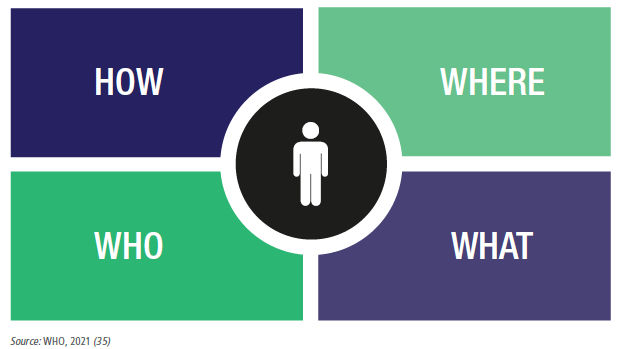 HOW
WHERE
WHO
WHAT
Source: WHO, 2021 (35)